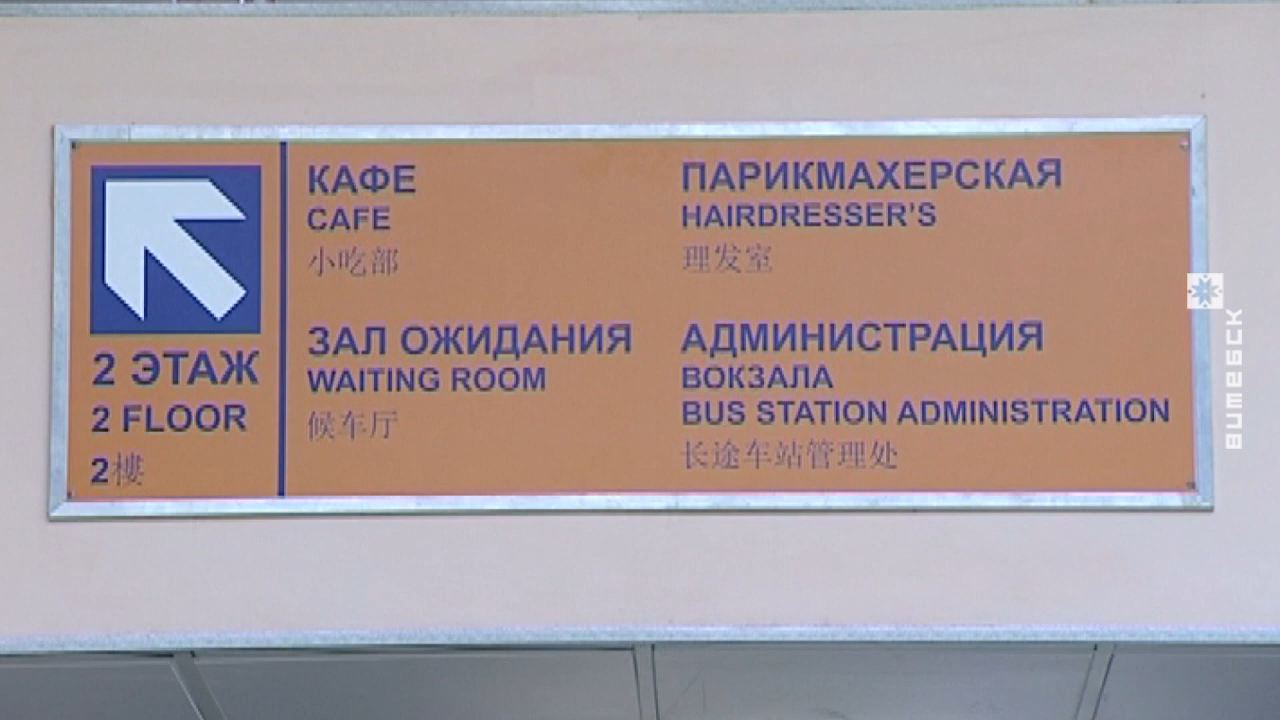 2 ЭТАЖ
2 FLOOR
2樓
КАФЕ
CAFE
小吃部
ЗАЛ ОЖИДАНИЯ
WAITING ROOM
候车厅
ПАРИКМАХЕРСКАЯ
HAIRDRESSER'S
理发室
АДМИНИСТРАЦИЯ
ВОКЗАЛА
BUS STATION ADMINISTRATION
长途车站管理处
витебск